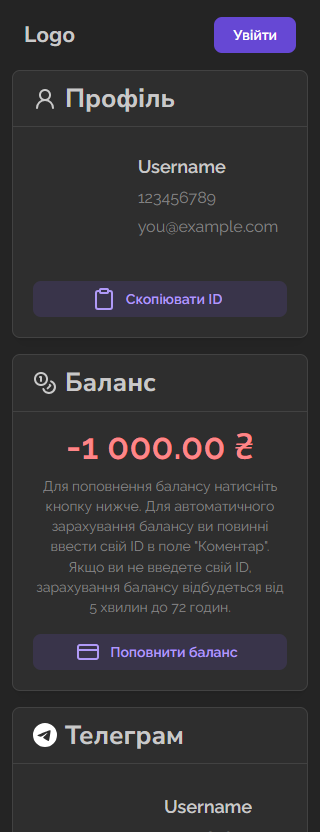 Logo
Увійти
Профіль
Username
123456789
you@example.com
Скопіювати ID
Баланс
-1 000.00 ₴
Для поповнення балансу натисніть
кнопку нижче. Для автоматичного
зарахування балансу ви повинні
ввести свій ID в поле "Коментар".
Якщо ви не введете свій ID,
зарахування балансу відбудеться від
5 хвилин до 72 годин.
Поповнити баланс
Телеграм
Username